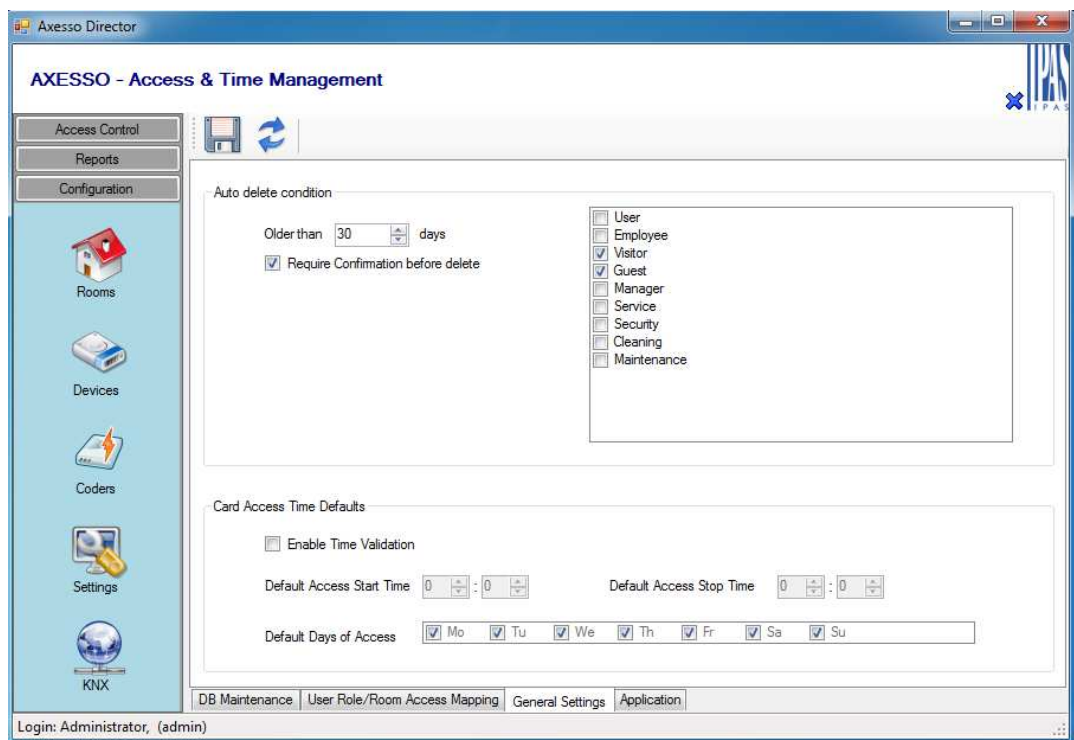 Axesso Director
AXESSO - Access & Time Management
IPAS
IPAS
Access Control
Reports
Configuration
Rooms
Devices
Coders
Settings
KNX
Auto delete condition
Older than 30 days
Require Confirmation before delete
User
Employee
Visitor
Guest
Manager
Service
Security
Cleaning
Maintenance
Card Access Time Defaults
Enable Time Validation
Default Access Start Time 0 : 0 Default Access Stop Time 0 : 0
Default Days of Access Mo Tu We Th Fr Sa Su
DB Maintenance User Role/Room Access Mapping General Settings Application
Login: Administrator, (admin)